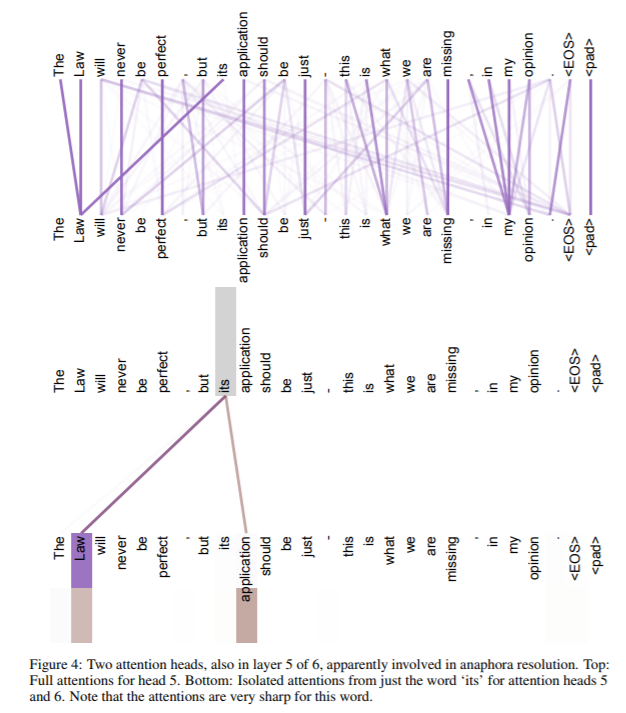 The Law will never be perfect , but its application should be just - this is what we are missing , in my opinion . <EOS> <pad>
The Law will never be perfect , but its application should be just - this is what we are missing , in my opinion . <EOS> <pad>
The Law will never be perfect , but its application should be just - this is what we are missing , in my opinion . <EOS> <pad>
The Law will never be perfect , but its application should be just - this is what we are missing , in my opinion . <EOS> <pad>
Figure 4: Two attention heads, also in layer 5 of 6, apparently involved in anaphora resolution. Top:
Full attentions for head 5. Bottom: Isolated attentions from just the word ‘its’ for attention heads 5
and 6. Note that the attentions are very sharp for this word.